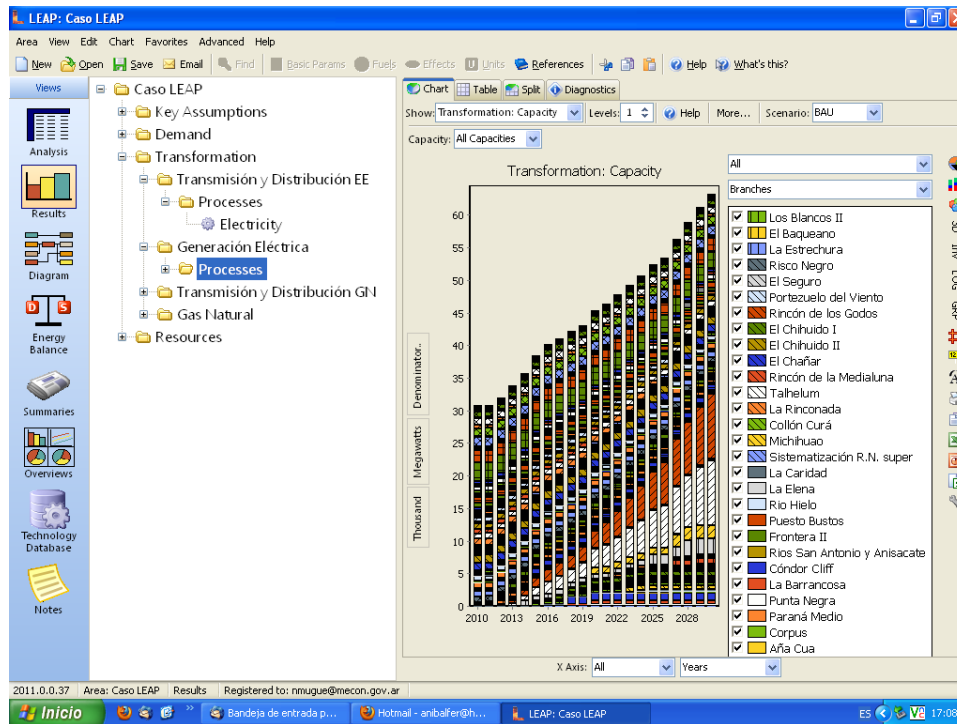 LEAP: Caso LEAP
Area View Edit Chart Favorites Advanced Help
New Open Save Email Find Basic Params Fuels Effects Units References Help What's this?
Views
Analysis
Results
Diagram
Energy
Balance
Summaries
Overviews
Technology
Database
Notes
Caso LEAP
Key Assumptions
Demand
Transformation
Transmisión y Distribución EE
Processes
Electricity
Generación Eléctrica
Processes
Transmisión y Distribución GN
Gas Natural
Resources
Chart Table Split Diagnostics
Show: Transformation: Capacity Levels: 1 Help More... Scenario: BAU
Capacity: All Capacities
Transformation: Capacity
Denominator..
Megawatts
Thousand
60
55
50
45
40
35
30
25
20
15
10
5
0
2010 2013 2016 2019 2022 2025 2028
All
Branches
Los Blancos II
El Baqueano
La Estrechura
Risco Negro
El Seguro
Portezuelo del Viento
Rincón de los Godos
El Chihuido I
El Chihuido II
El Chañar
Rincón de la Medialuna
Talhelum
La Rinconada
Collón Curá
Michihuao
Sistematización R.N. super
La Caridad
La Elena
Rio Hielo
Puesto Bustos
Frontera II
Rios San Antonio y Anisacate
Cóndor Cliff
La Barrancosa
Punta Negra
Paraná Medio
Corpus
Aña Cua
X Axis: All Years
2011.0.0.37 Area: Caso LEAP Results Registered to: nmugue@mecon.gov.ar
Inicio
Bandeja de entrada p...
Hotmail - anibalfer@h...
LEAP: Caso LEAP
ES
17:08